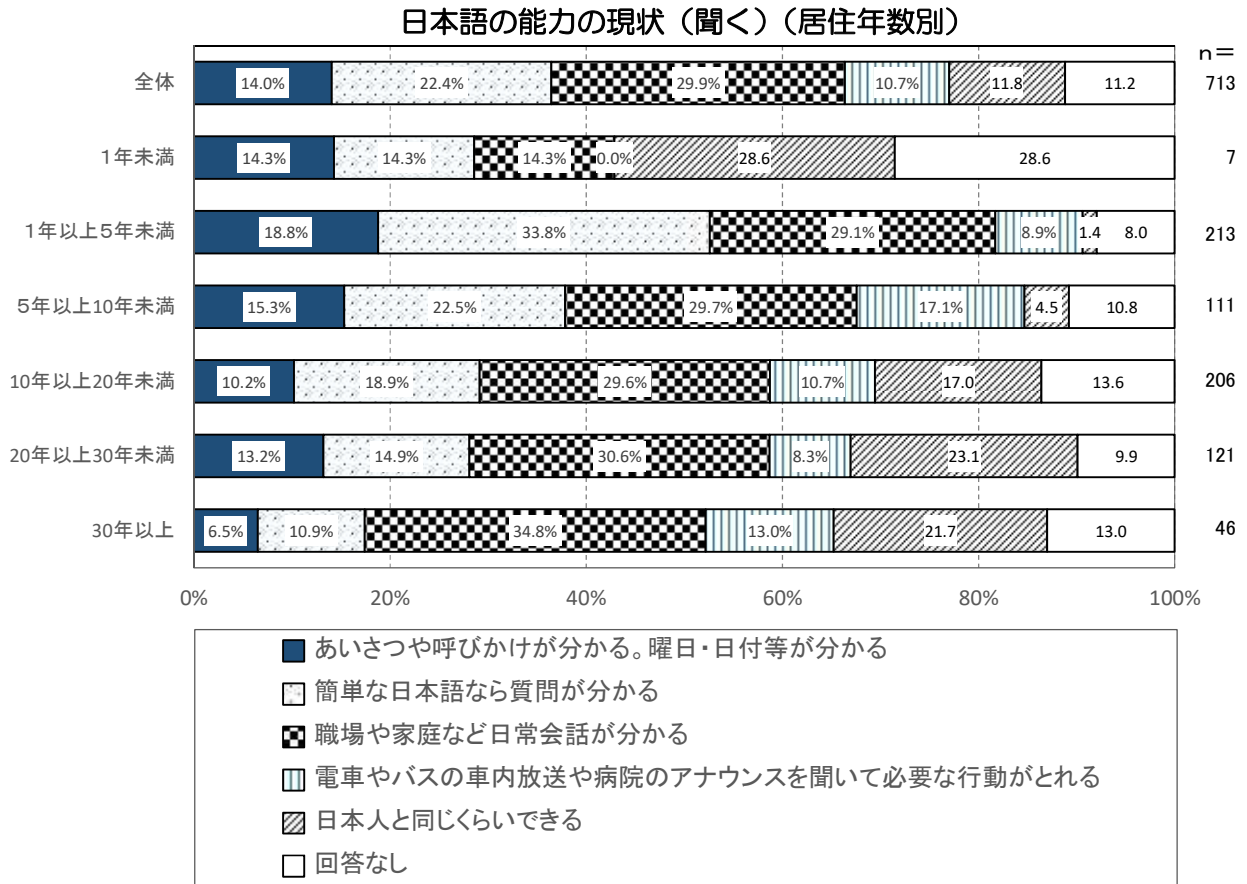 日本語の能力の現状（聞く）（居住年数別）
n＝
全体 14.0% 22.4% 29.9% 10.7% 11.8 11.2 713
1年未満 14.3% 14.3% 14.3% 0.0% 28.6 28.6 7
1年以上5年未満 18.8% 33.8% 29.1% 8.9% 1.4 8.0 213
5年以上10年未満 15.3% 22.5% 29.7% 17.1% 4.5 10.8 111
10年以上20年未満 10.2% 18.9% 29.6% 10.7% 17.0 13.6 206
20年以上30年未満 13.2% 14.9% 30.6% 8.3% 23.1 9.9 121
30年以上 6.5% 10.9% 34.8% 13.0% 21.7 13.0 46
0% 20% 40% 60% 80% 100%
あいさつや呼びかけが分かる。曜日・日付等が分かる
簡単な日本語なら質問が分かる
職場や家庭など日常会話が分かる
電車やバスの車内放送や病院のアナウンスを聞いて必要な行動がとれる
日本人と同じくらいできる
回答なし